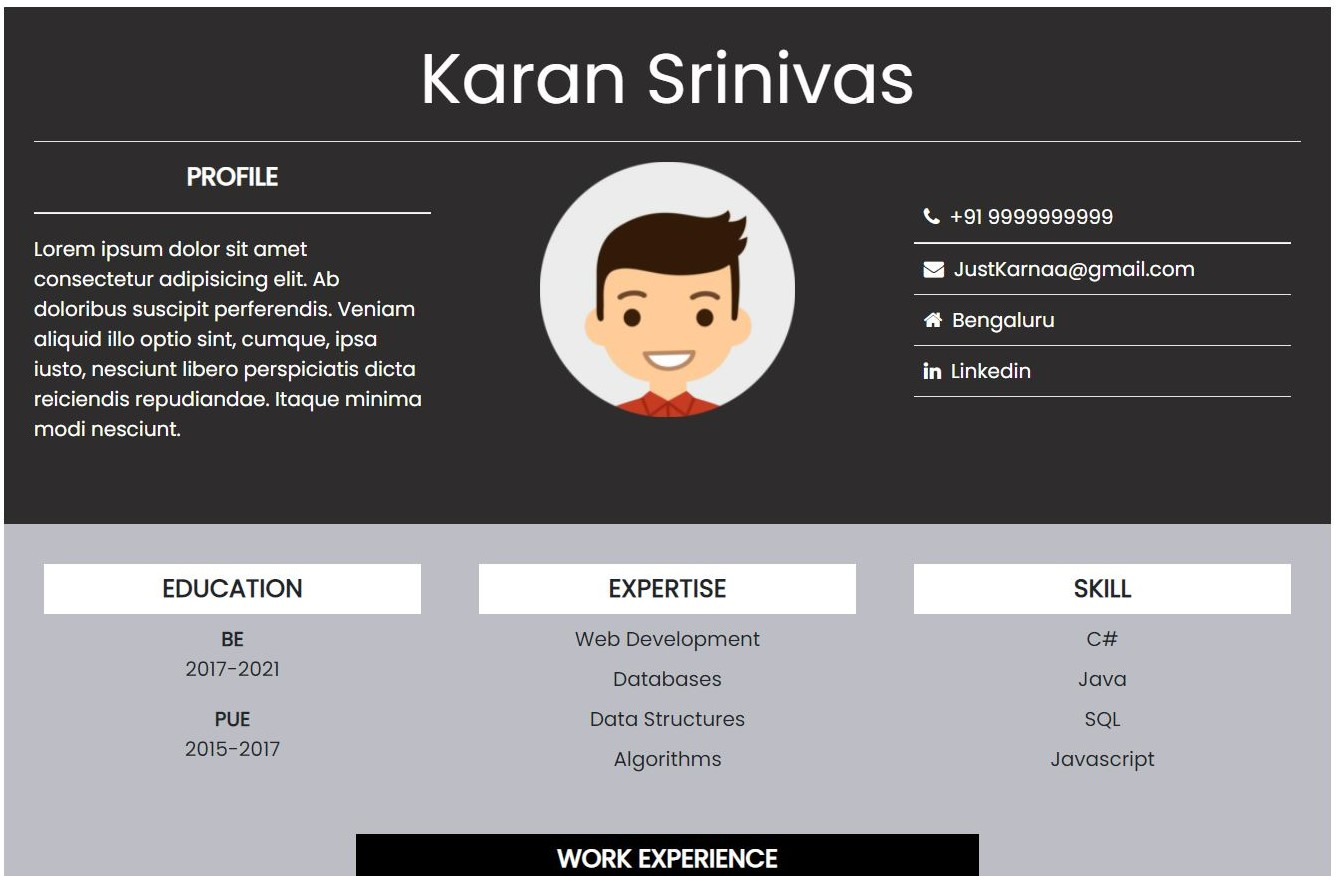 Karan Srinivas
PROFILE
Lorem ipsum dolor sit amet
consectetur adipisicing elit. Ab
doloribus suscipit perferendis. Veniam
aliquid illo optio sint, cumque, ipsa
iusto, nesciunt libero perspiciatis dicta
reiciendis repudiandae. Itaque minima
modi nesciunt.
+91 9999999999
JustKarnaa@gmail.com
Bengaluru
in Linkedin
EDUCATION
BE
2017-2021
PUE
2015-2017
EXPERTISE
Web Development
Databases
Data Structures
Algorithms
SKILL
C#
Java
SQL
Javascript
WORK EXPERIENCE